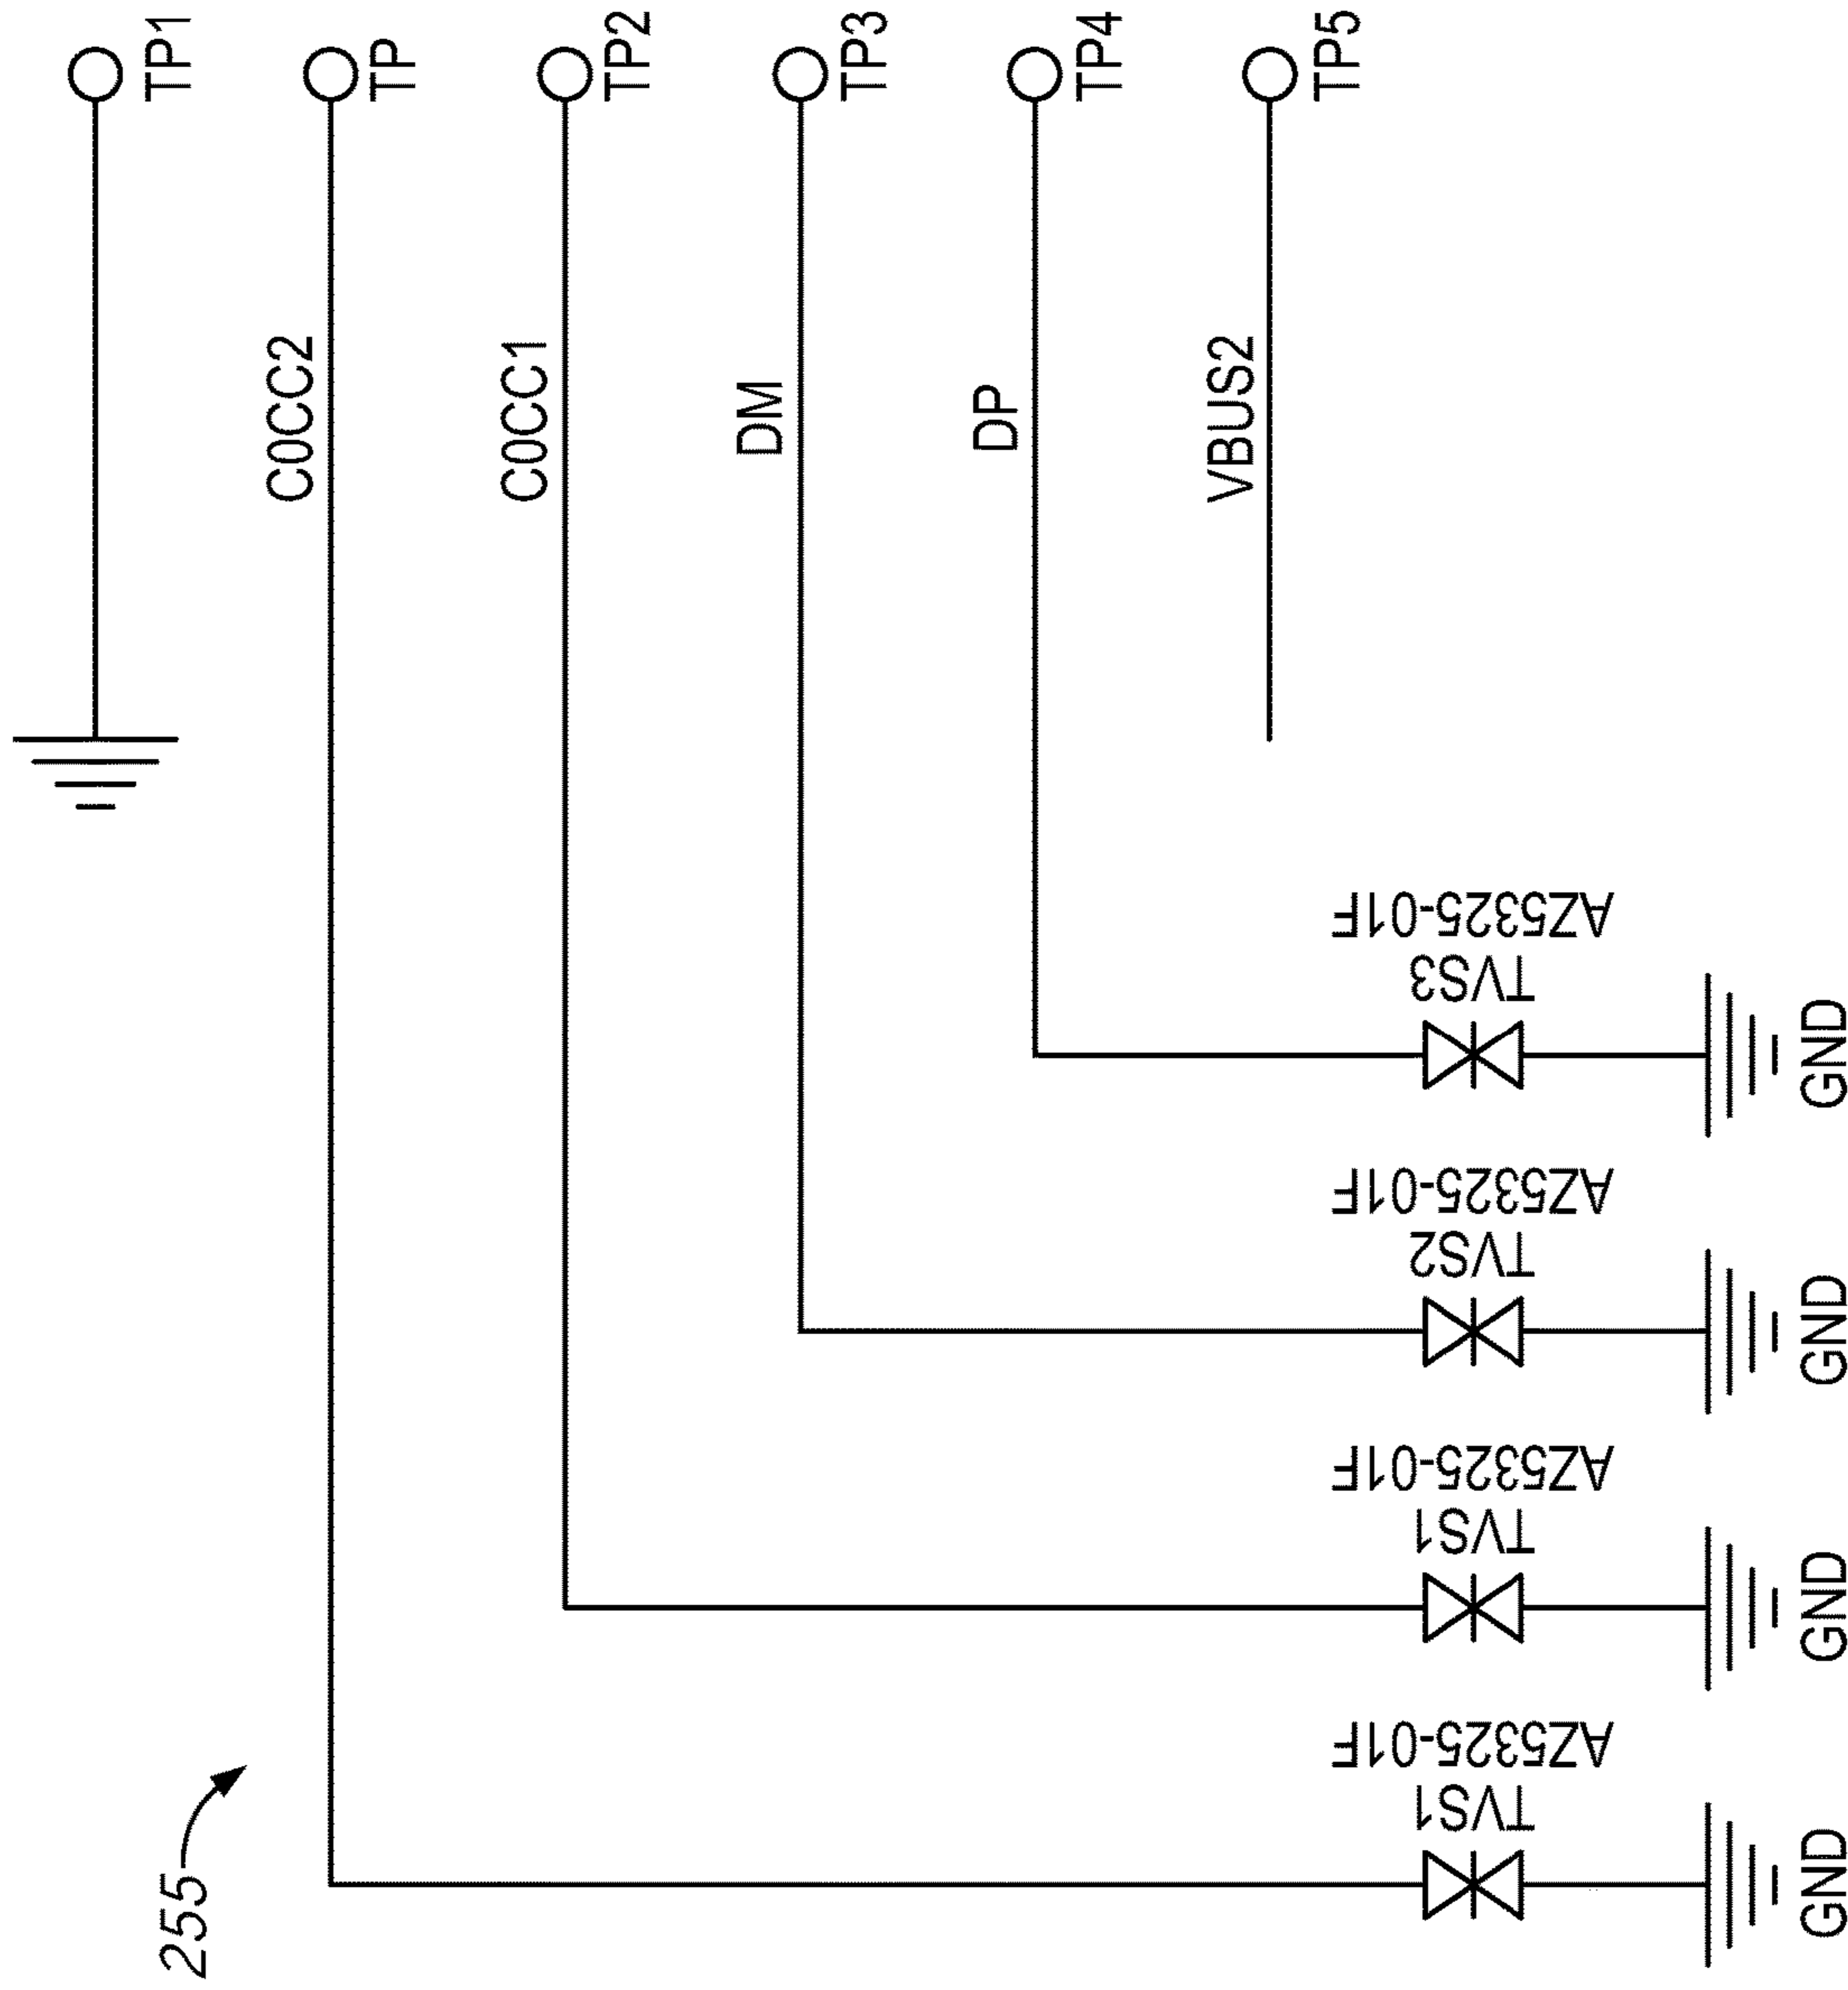 TP1
TP
TP2
TP3
TP4
TP5
C0CC2
C0CC1
DM
DP
VBUS2
AZ5325-01F
TVS3
GND
AZ5325-01F
TVS2
GND
AZ5325-01F
TVS1
GND
AZ5325-01F
TVS1
GND
255